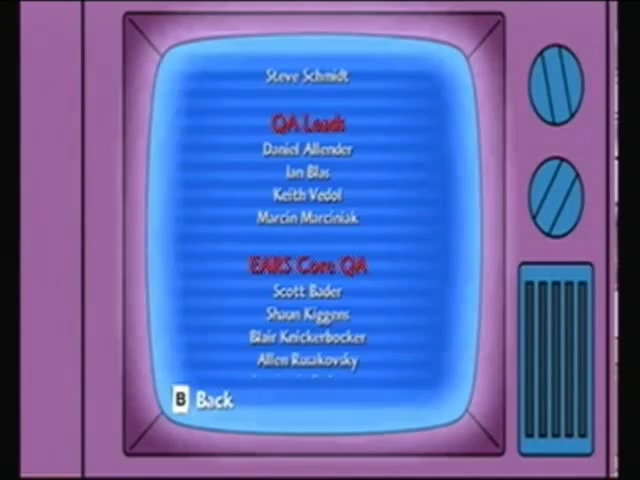 Steve Schmidt
QA Leads
Daniel Allender
Ian Blas
Keith Vedol
Marcin Marciniak
EARS Core QA
Scott Bader
Shaun Kiggens
Blair Knickerbocker
Allen Rusakovsky
B Back